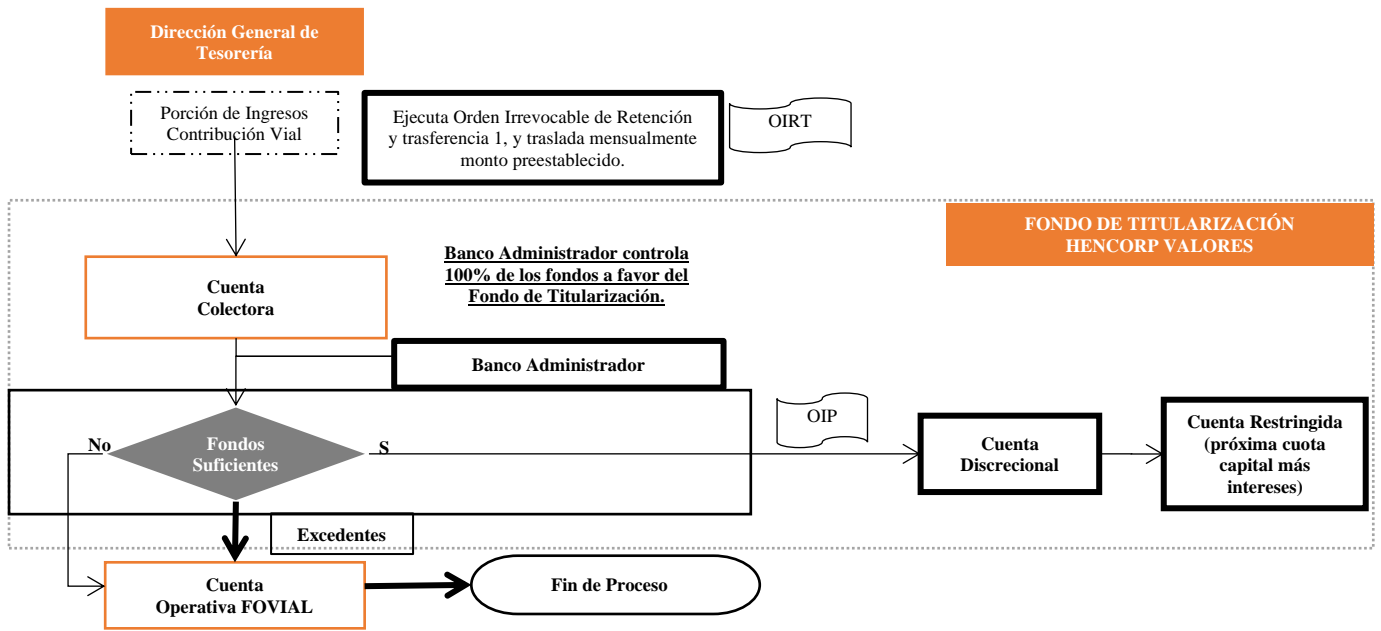 Dirección General de
Tesorería
Porción de Ingresos
Contribución Vial
Ejecuta Orden Irrevocable de Retención
y trasferencia 1, y traslada mensualmente
monto preestablecido.
OIRT
FONDO DE TITULARIZACIÓN
HENCORP VALORES
Banco Administrador controla
100% de los fondos a favor del
Fondo de Titularización.
Cuenta
Colectora
Banco Administrador
No
Fondos
Suficientes
S
OIP
Cuenta
Discrecional
Cuenta Restringida
(próxima cuota
capital más
intereses)
Excedentes
Cuenta
Operativa FOVIAL
Fin de Proceso